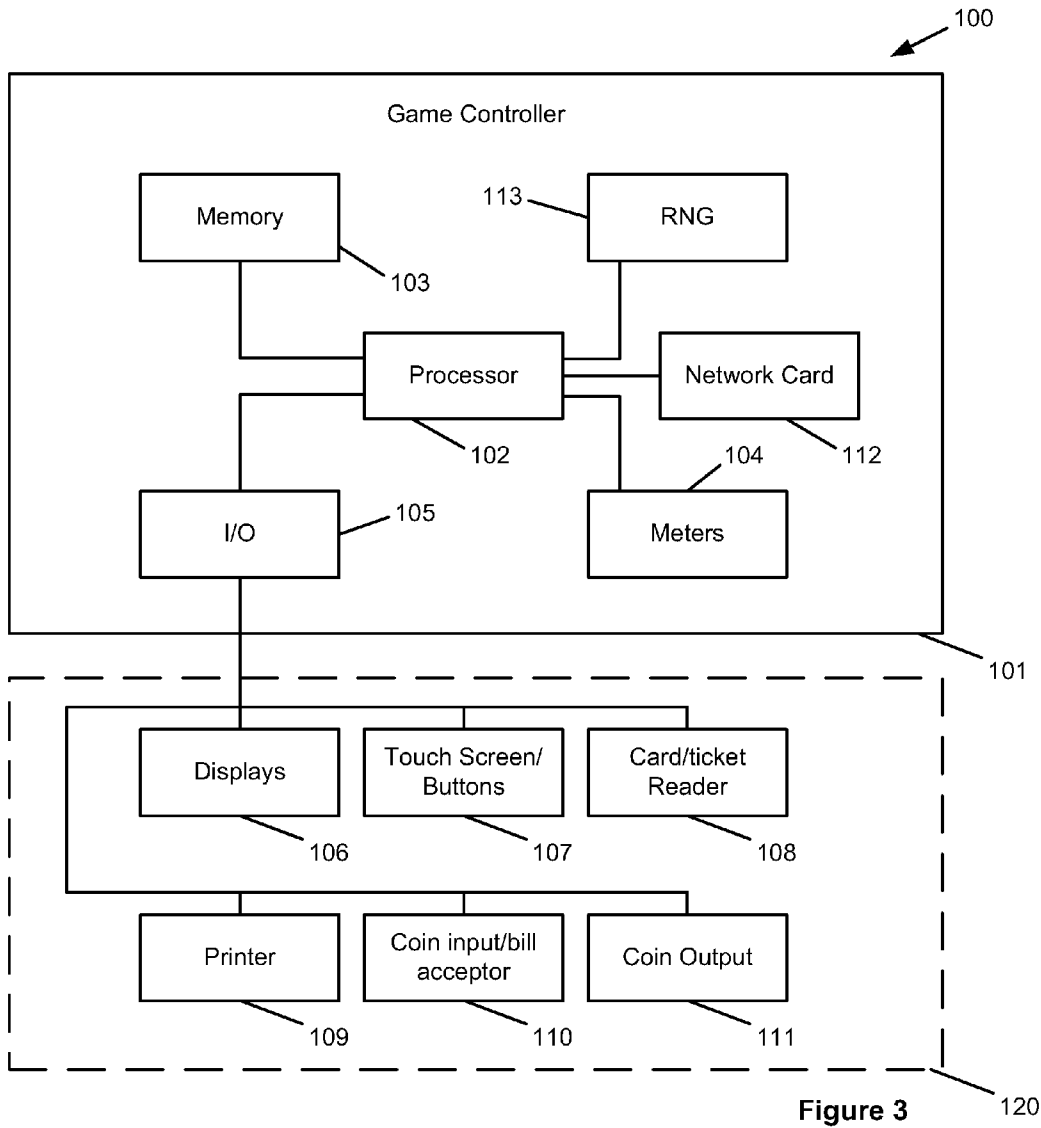 100
Game Controller
Memory
113
RNG
103
Processor
Network Card
102
104
112
I/O
105
Meters
101
Displays
Touch Screen/
Buttons
Card/ticket
Reader
106
107
108
Printer
Coin input/bill
acceptor
Coin Output
109
110
111
120
Figure 3